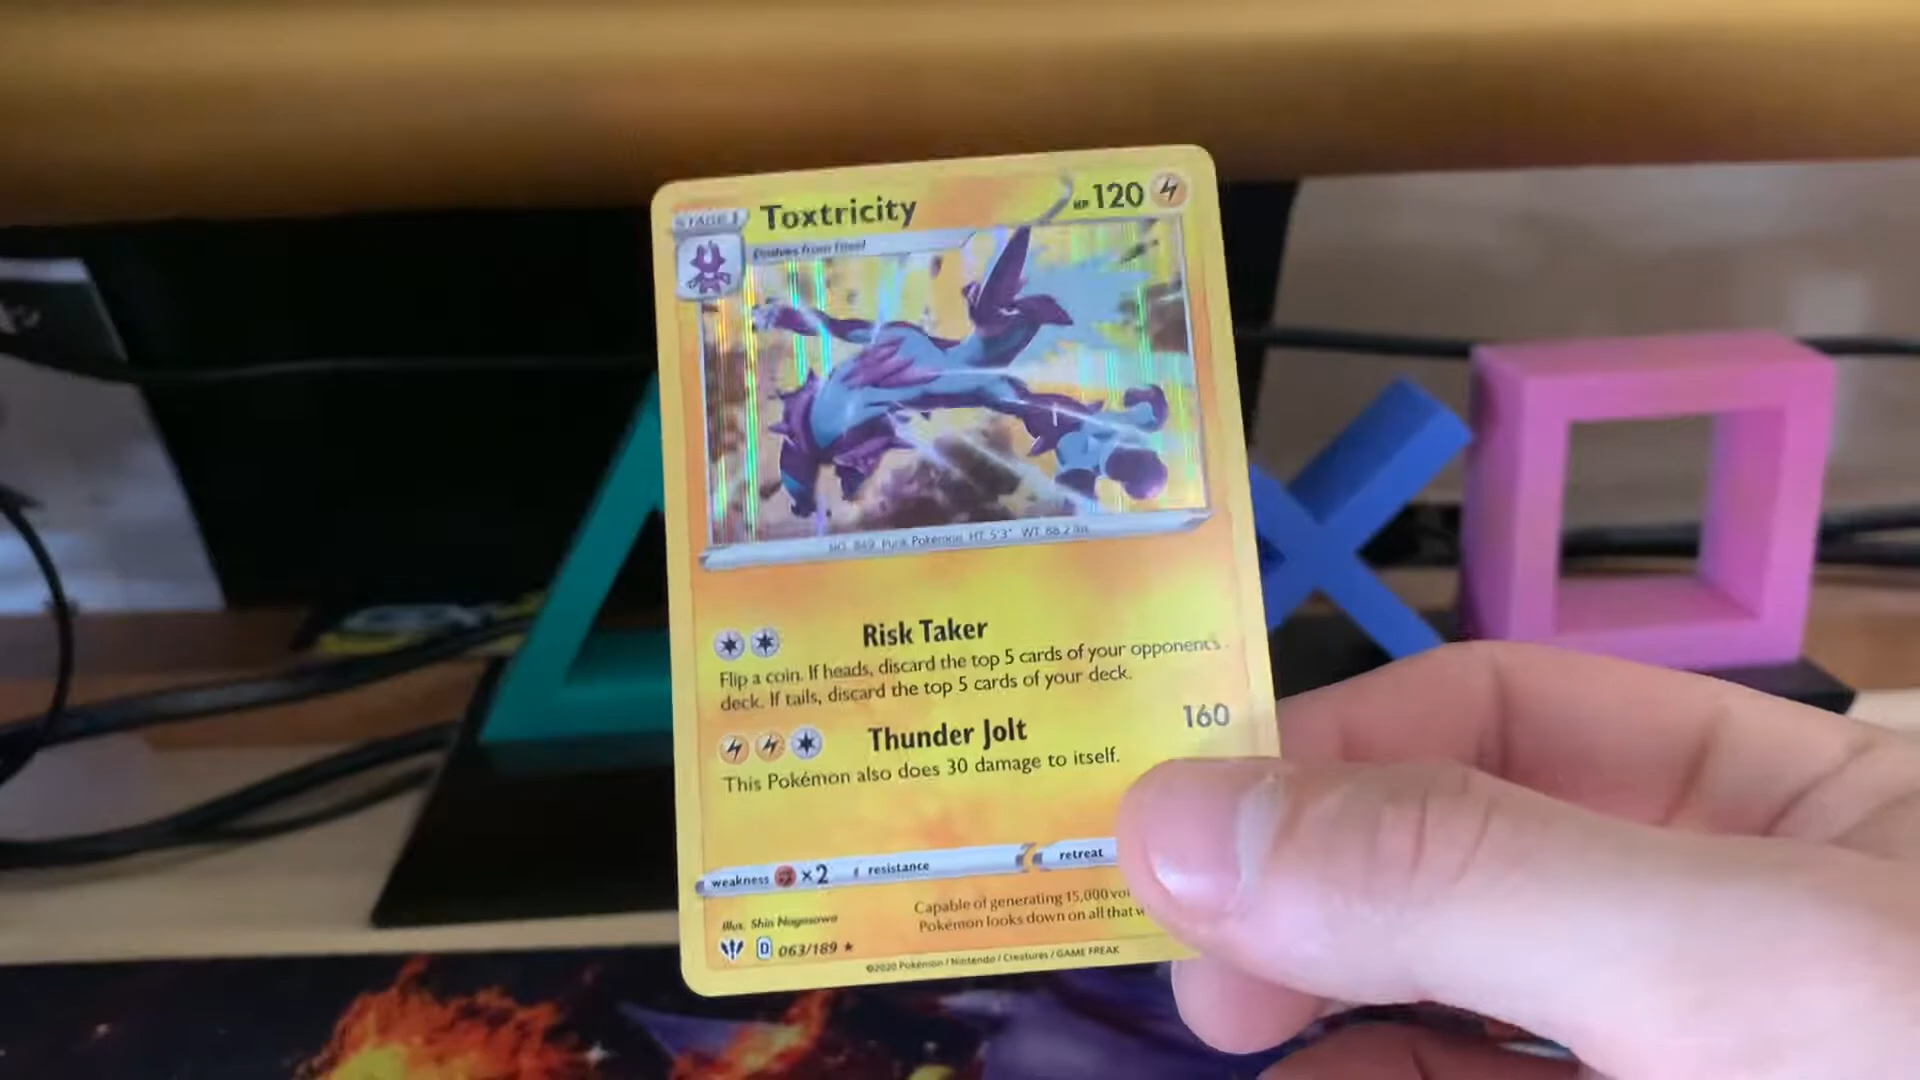 STAGE 1
Toxtricity
HP 120
Evolves from Toxel
NO. 849 Punk Pokémon HT: 5'3" WT: 88.2 lbs.
Risk Taker
Flip a coin. If heads, discard the top 5 cards of your opponent's
deck. If tails, discard the top 5 cards of your deck.
Thunder Jolt 160
This Pokémon also does 30 damage to itself.
weakness ×2 resistance retreat
Capable of generating 15,000
Pokémon looks down on all that
Illus. Shin Nagasawa
D 063/189 ★
©2020 Pokémon / Nintendo / Creatures / GAME FREAK